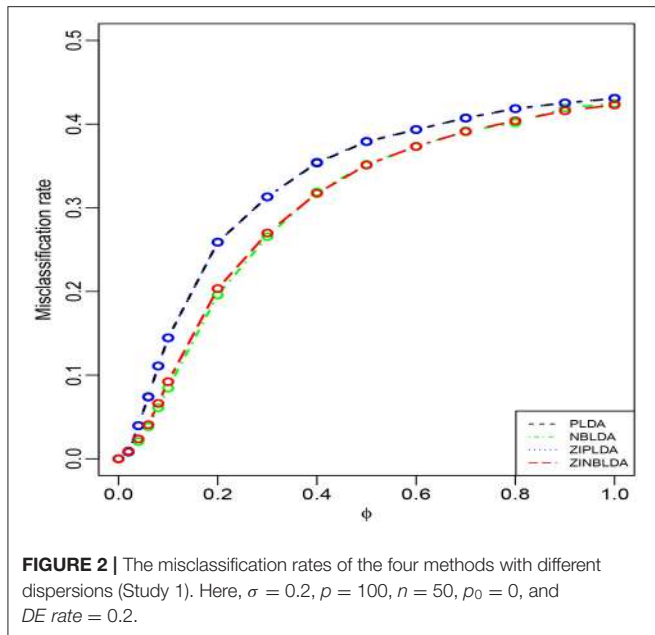 0.5
0.4
0.3
0.2
0.1
0.0
Misclassification rate
PLDA
NBLDA
ZIPLDA
ZINBLDA
0.0 0.2 0.4 0.6 0.8 1.0
ϕ
FIGURE 2 | The misclassification rates of the four methods with different
dispersions (Study 1). Here, σ = 0.2, p = 100, n = 50, p₀ = 0, and
DE rate = 0.2.